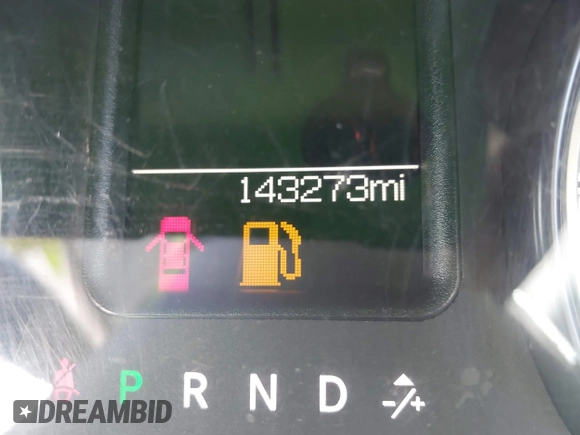 143273mi
P R N D -/+
DREAMBID